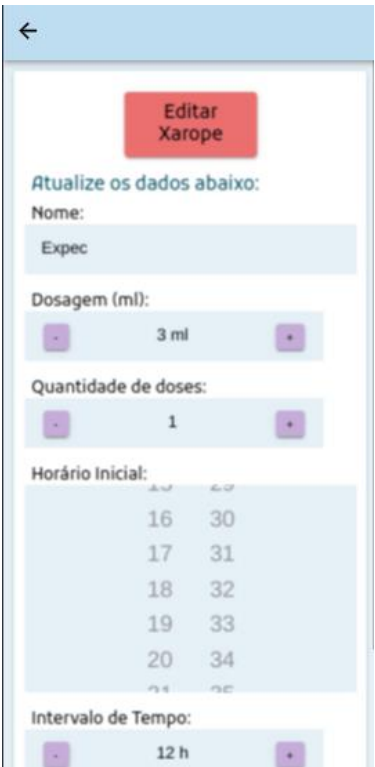 Editar
Xarope
Atualize os dados abaixo:
Nome:
Expec
Dosagem (ml):
- 3 ml +
Quantidade de doses:
- 1 +
Horário Inicial:
16 30
17 31
18 32
19 33
20 34
Intervalo de Tempo:
- 12 h +